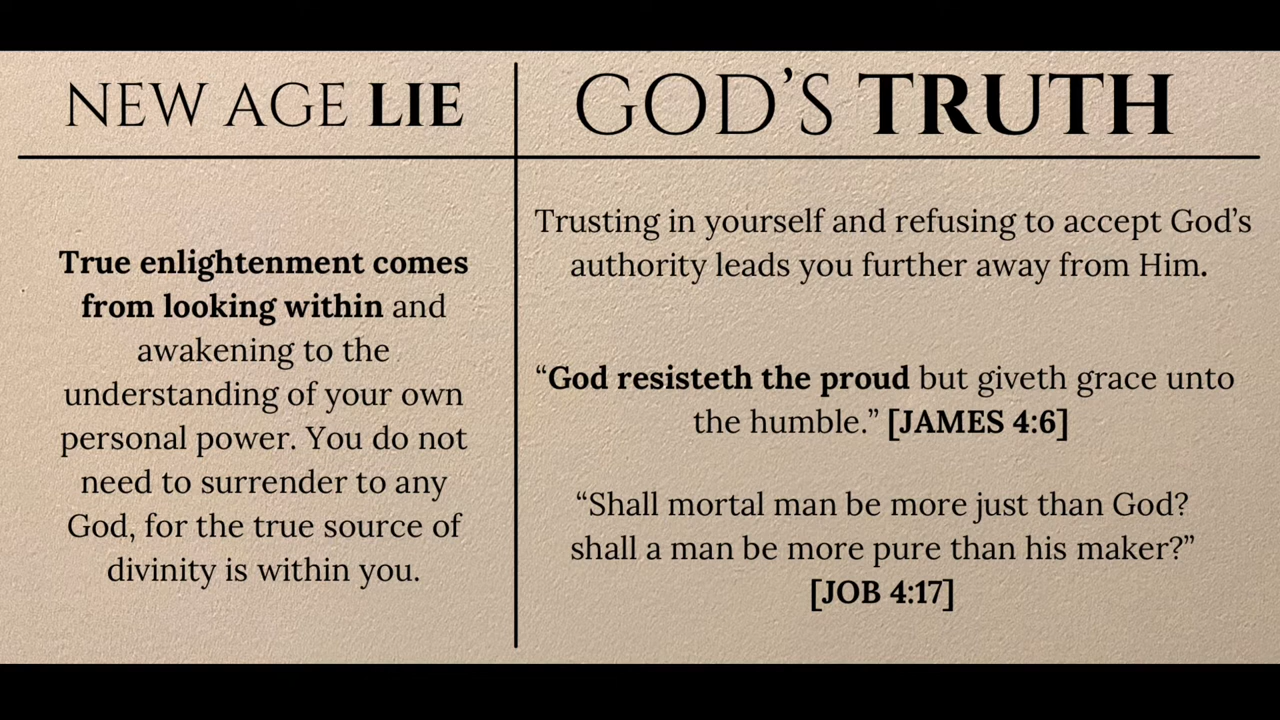 NEW AGE LIE
True enlightenment comes
from looking within and
awakening to the
understanding of your own
personal power. You do not
need to surrender to any
God, for the true source of
divinity is within you.
GOD’S TRUTH
Trusting in yourself and refusing to accept God’s
authority leads you further away from Him.
“God resisteth the proud but giveth grace unto
the humble.” [JAMES 4:6]
“Shall mortal man be more just than God?
shall a man be more pure than his maker?”
[JOB 4:17]